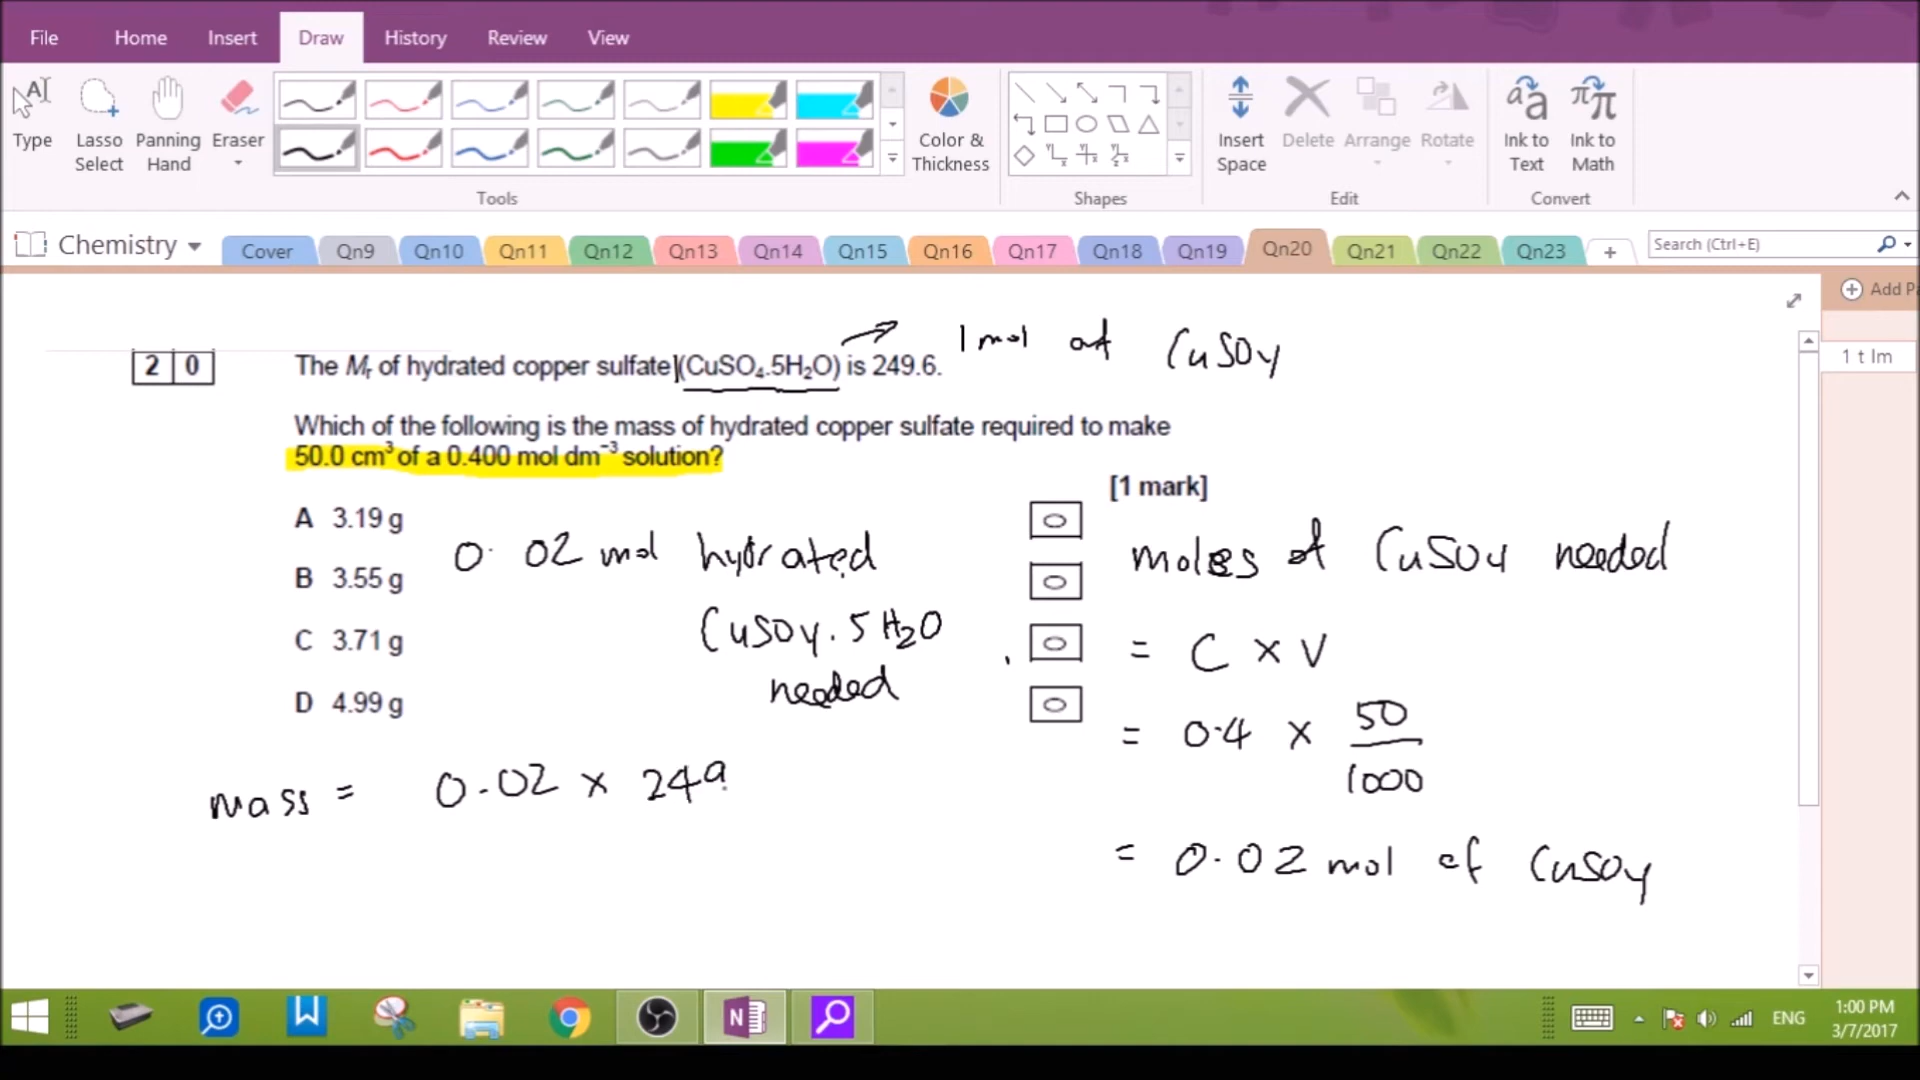 File Home Insert Draw History Review View
Type Lasso Select Panning Hand Eraser Color & Thickness Insert Space Delete Arrange Rotate Ink to Text Ink to Math
Tools Shapes Edit Convert
Chemistry Cover Qn9 Qn10 Qn11 Qn12 Qn13 Qn14 Qn15 Qn16 Qn17 Qn18 Qn19 Qn20 Qn21 Qn22 Qn23 + Search (Ctrl+E)
Add P
1 t Im
1 mol of CuSO4
2 0 The Mr of hydrated copper sulfate (CuSO₄.5H₂O) is 249.6.
Which of the following is the mass of hydrated copper sulfate required to make
50.0 cm³ of a 0.400 mol dm⁻³ solution?
[1 mark]
A 3.19 g
B 3.55 g
C 3.71 g
D 4.99 g
0.02 mol hydrated
CuSO4.5H2O
needed
mass = 0.02 x 249.
moles of CuSO4 needed
= C x V
= 0.4 x 50/1000
= 0.02 mol of CuSO4
ENG
1:00 PM
3/7/2017